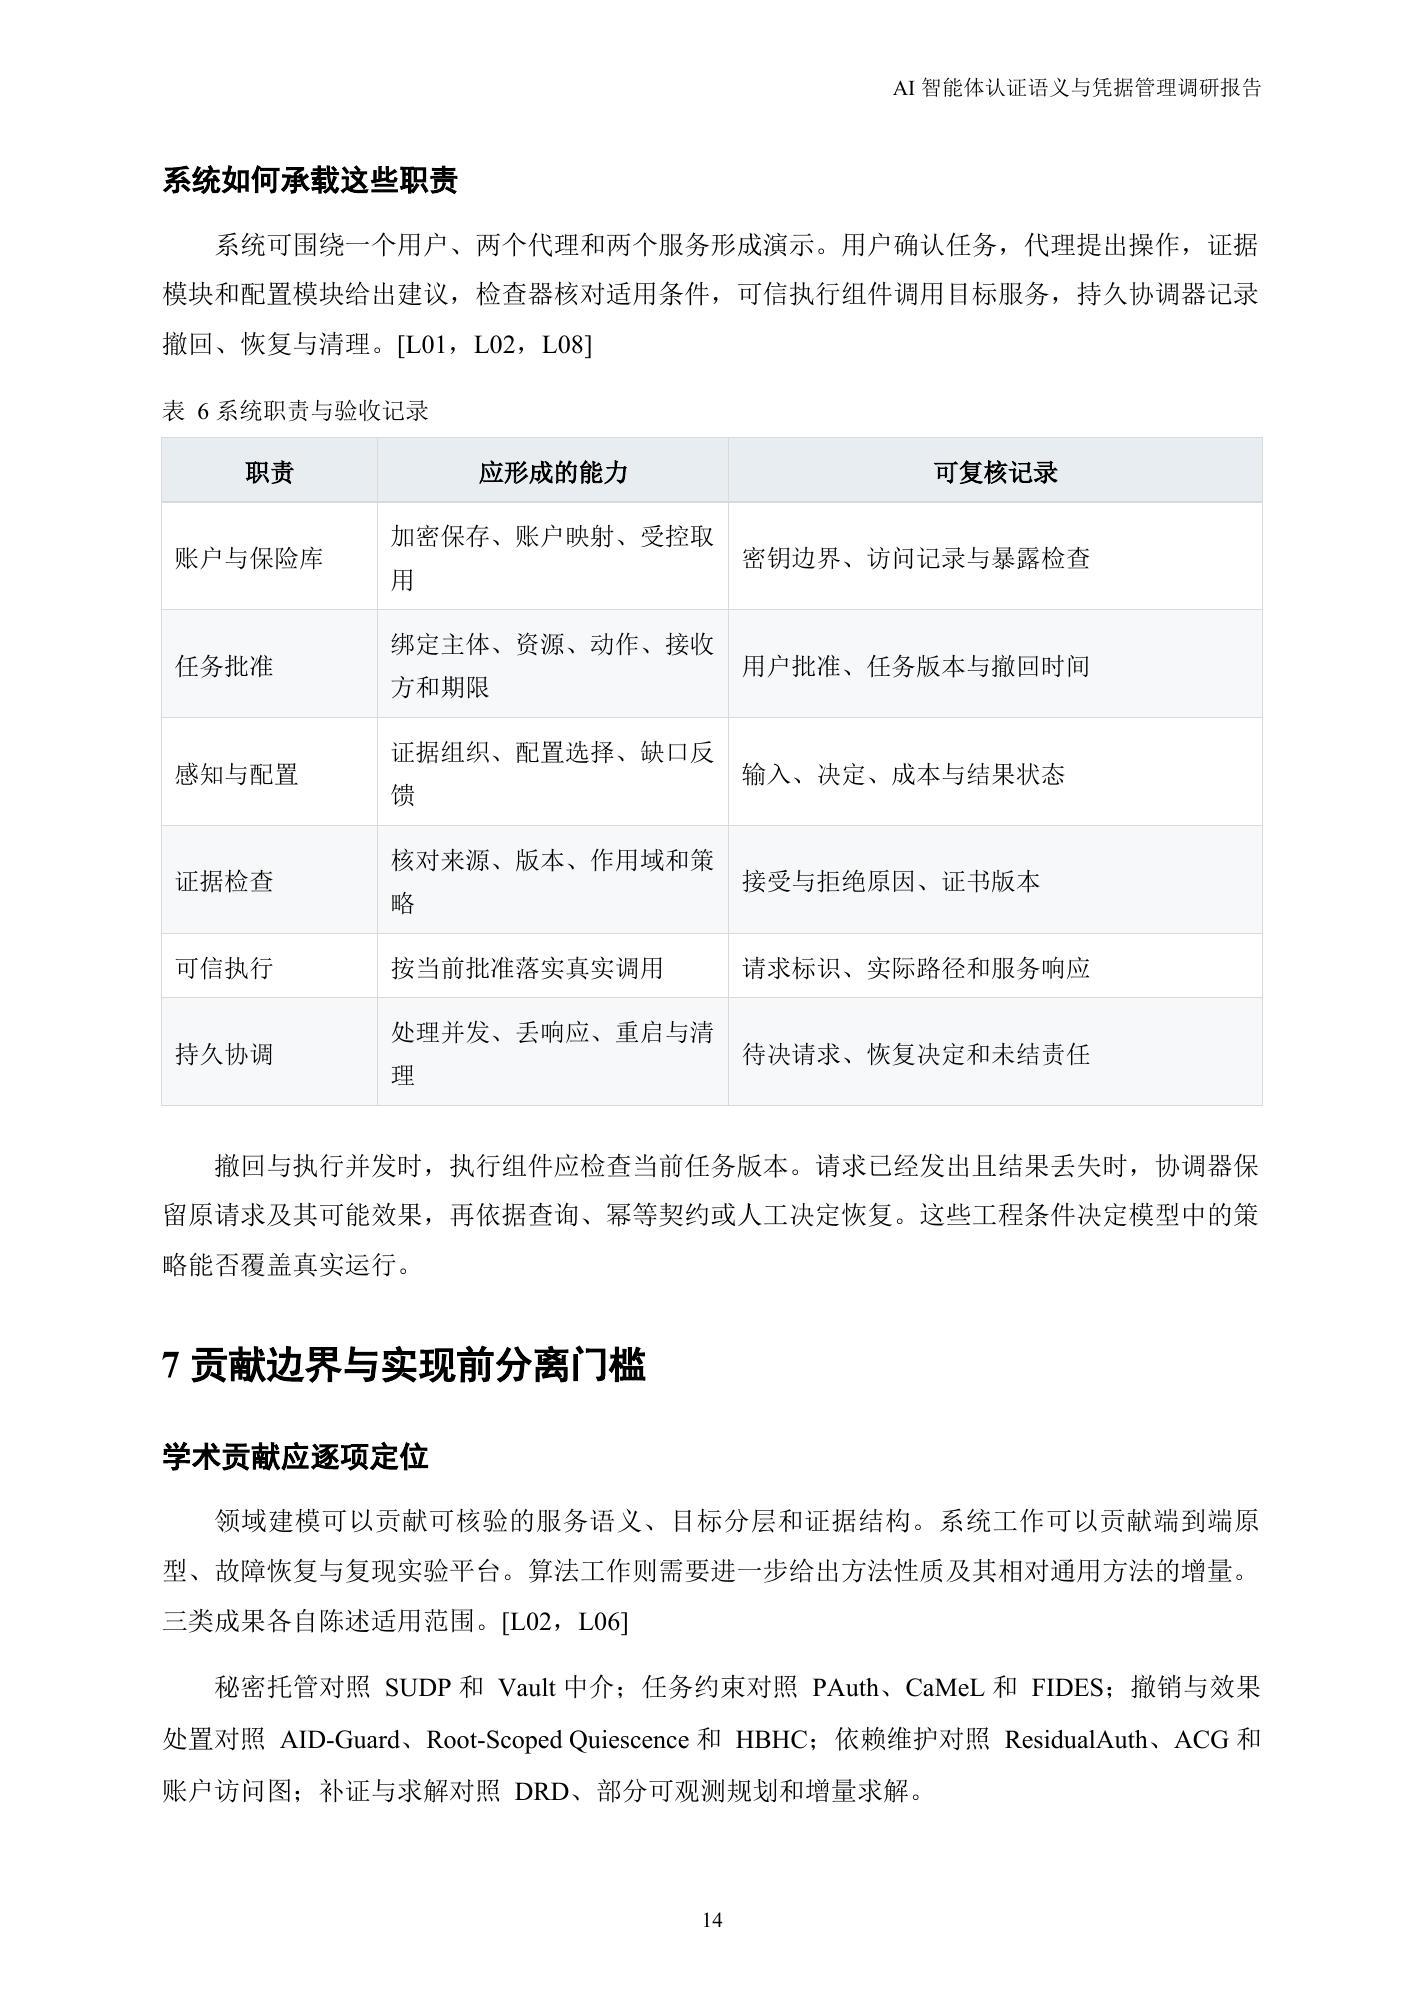 AI 智能体认证语义与凭据管理调研报告
系统如何承载这些职责
系统可围绕一个用户、两个代理和两个服务形成演示。用户确认任务，代理提出操作，证据
模块和配置模块给出建议，检查器核对适用条件，可信执行组件调用目标服务，持久协调器记录
撤回、恢复与清理。[L01，L02，L08]
表 6 系统职责与验收记录
职责 应形成的能力 可复核记录
账户与保险库 加密保存、账户映射、受控取
用 密钥边界、访问记录与暴露检查
任务批准 绑定主体、资源、动作、接收
方和期限 用户批准、任务版本与撤回时间
感知与配置 证据组织、配置选择、缺口反
馈 输入、决定、成本与结果状态
证据检查 核对来源、版本、作用域和策
略 接受与拒绝原因、证书版本
可信执行 按当前批准落实真实调用 请求标识、实际路径和服务响应
持久协调 处理并发、丢响应、重启与清
理 待决请求、恢复决定和未结责任
撤回与执行并发时，执行组件应检查当前任务版本。请求已经发出且结果丢失时，协调器保
留原请求及其可能效果，再依据查询、幂等契约或人工决定恢复。这些工程条件决定模型中的策
略能否覆盖真实运行。
7 贡献边界与实现前分离门槛
学术贡献应逐项定位
领域建模可以贡献可核验的服务语义、目标分层和证据结构。系统工作可以贡献端到端原
型、故障恢复与复现实验平台。算法工作则需要进一步给出方法性质及其相对通用方法的增量。
三类成果各自陈述适用范围。[L02，L06]
秘密托管对照 SUDP 和 Vault 中介；任务约束对照 PAuth、CaMeL 和 FIDES；撤销与效果
处置对照 AID-Guard、Root-Scoped Quiescence 和 HBHC；依赖维护对照 ResidualAuth、ACG 和
账户访问图；补证与求解对照 DRD、部分可观测规划和增量求解。
14